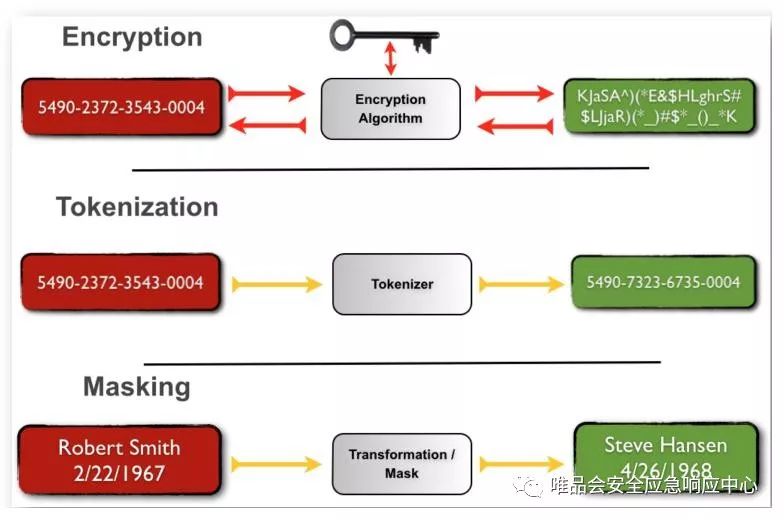 Encryption
5490-2372-3543-0004
Encryption
Algorithm
KJaSA^)(*E&$HLghrS#
$LJjaR)(*_)#$*_()_*K
Tokenization
5490-2372-3543-0004
Tokenizer
5490-7323-6735-0004
Masking
Robert Smith
2/22/1967
Transformation /
Mask
Steve Hansen
4/26/1968
唯品会安全应急响应中心